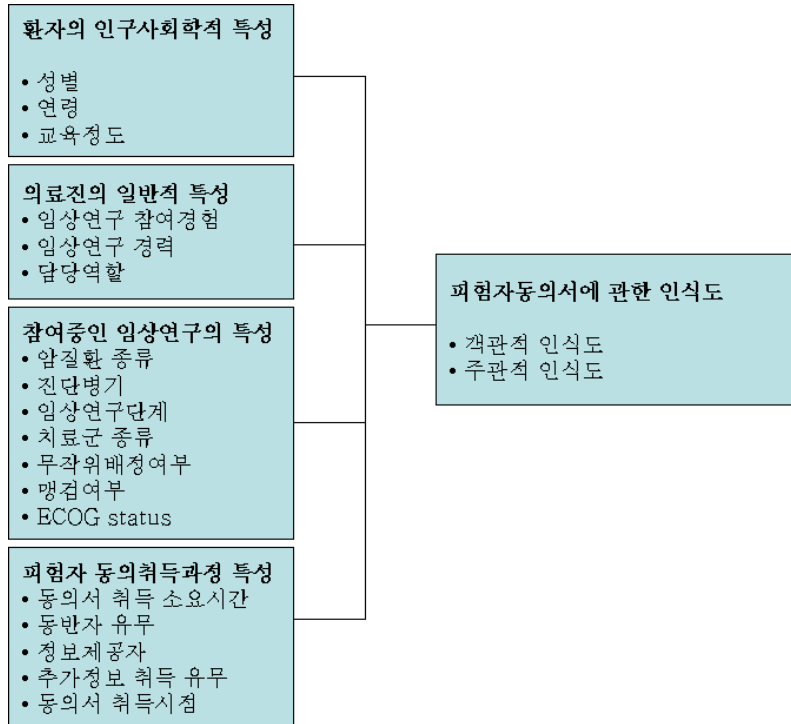 환자의 인구사회학적 특성
• 성별
• 연령
• 교육정도
의료진의 일반적 특성
• 임상연구 참여경험
• 임상연구 경력
• 담당역할
참여중인 임상연구의 특성
• 암질환 종류
• 진단병기
• 임상연구단계
• 치료군 종류
• 무작위배정여부
• 맹검여부
• ECOG status
피험자 동의취득과정 특성
• 동의서 취득 소요시간
• 동반자 유무
• 정보제공자
• 추가정보 취득 유무
• 동의서 취득시점
피험자동의서에 관한 인식도
• 객관적 인식도
• 주관적 인식도